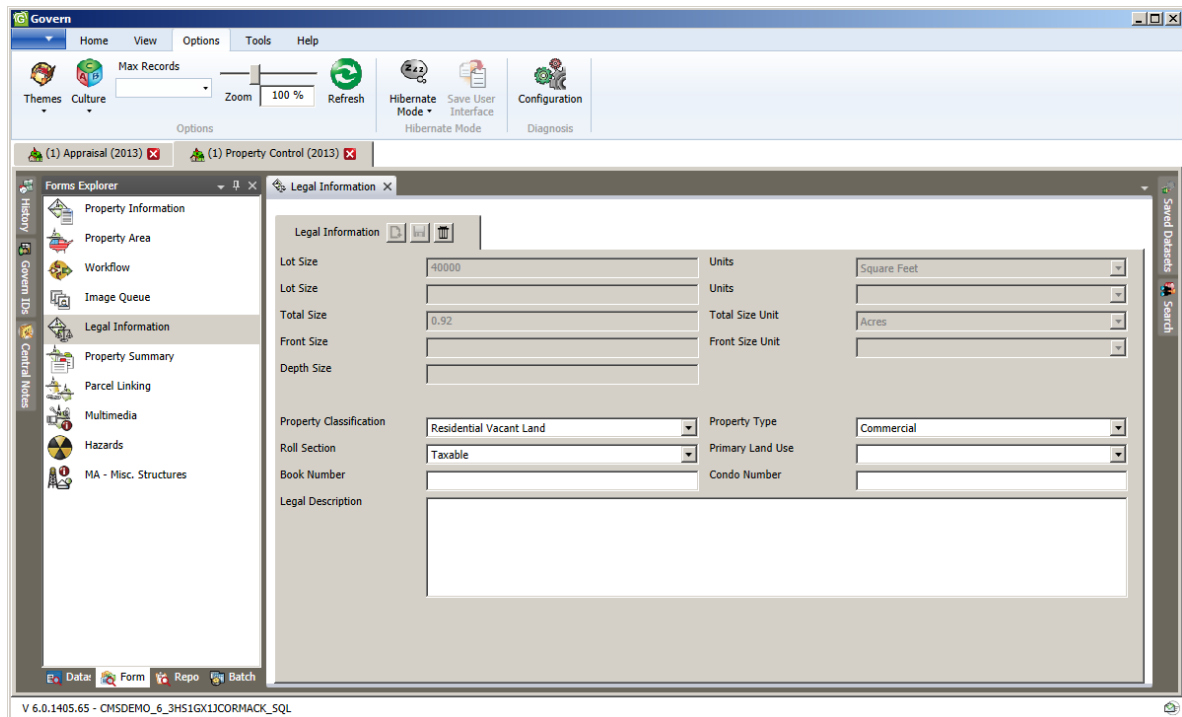 Govern
Home View Options Tools Help
Max Records
Themes Culture Zoom 100 % Refresh Hibernate Mode Save User Interface Configuration
Options Hibernate Mode Diagnosis
(1) Appraisal (2013) (1) Property Control (2013)
History
Govern IDs
Central Notes
Forms Explorer
Property Information
Property Area
Workflow
Image Queue
Legal Information
Property Summary
Parcel Linking
Multimedia
Hazards
MA - Misc. Structures
Data: Form Repo Batch
Legal Information
Legal Information
Lot Size 40000 Units Square Feet
Lot Size Units
Total Size 0.92 Total Size Unit Acres
Front Size Front Size Unit
Depth Size
Property Classification Residential Vacant Land Property Type Commercial
Roll Section Taxable Primary Land Use
Book Number Condo Number
Legal Description
Saved Datasets
Search
V 6.0.1405.65 - CMSDEMO_6_3HS1GX1JCORMACK_SQL